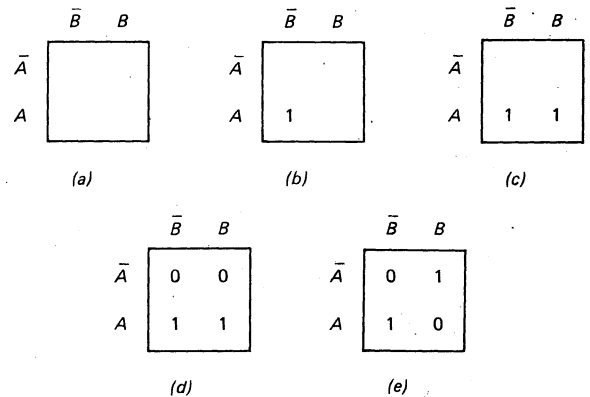 B̅ B B̅ B B̅ B
A̅ A̅ A̅
A A 1 A 1 1
(a) (b) (c)
B̅ B B̅ B
A̅ 0 0 A̅ 0 1
A 1 1 A 1 0
(d) (e)